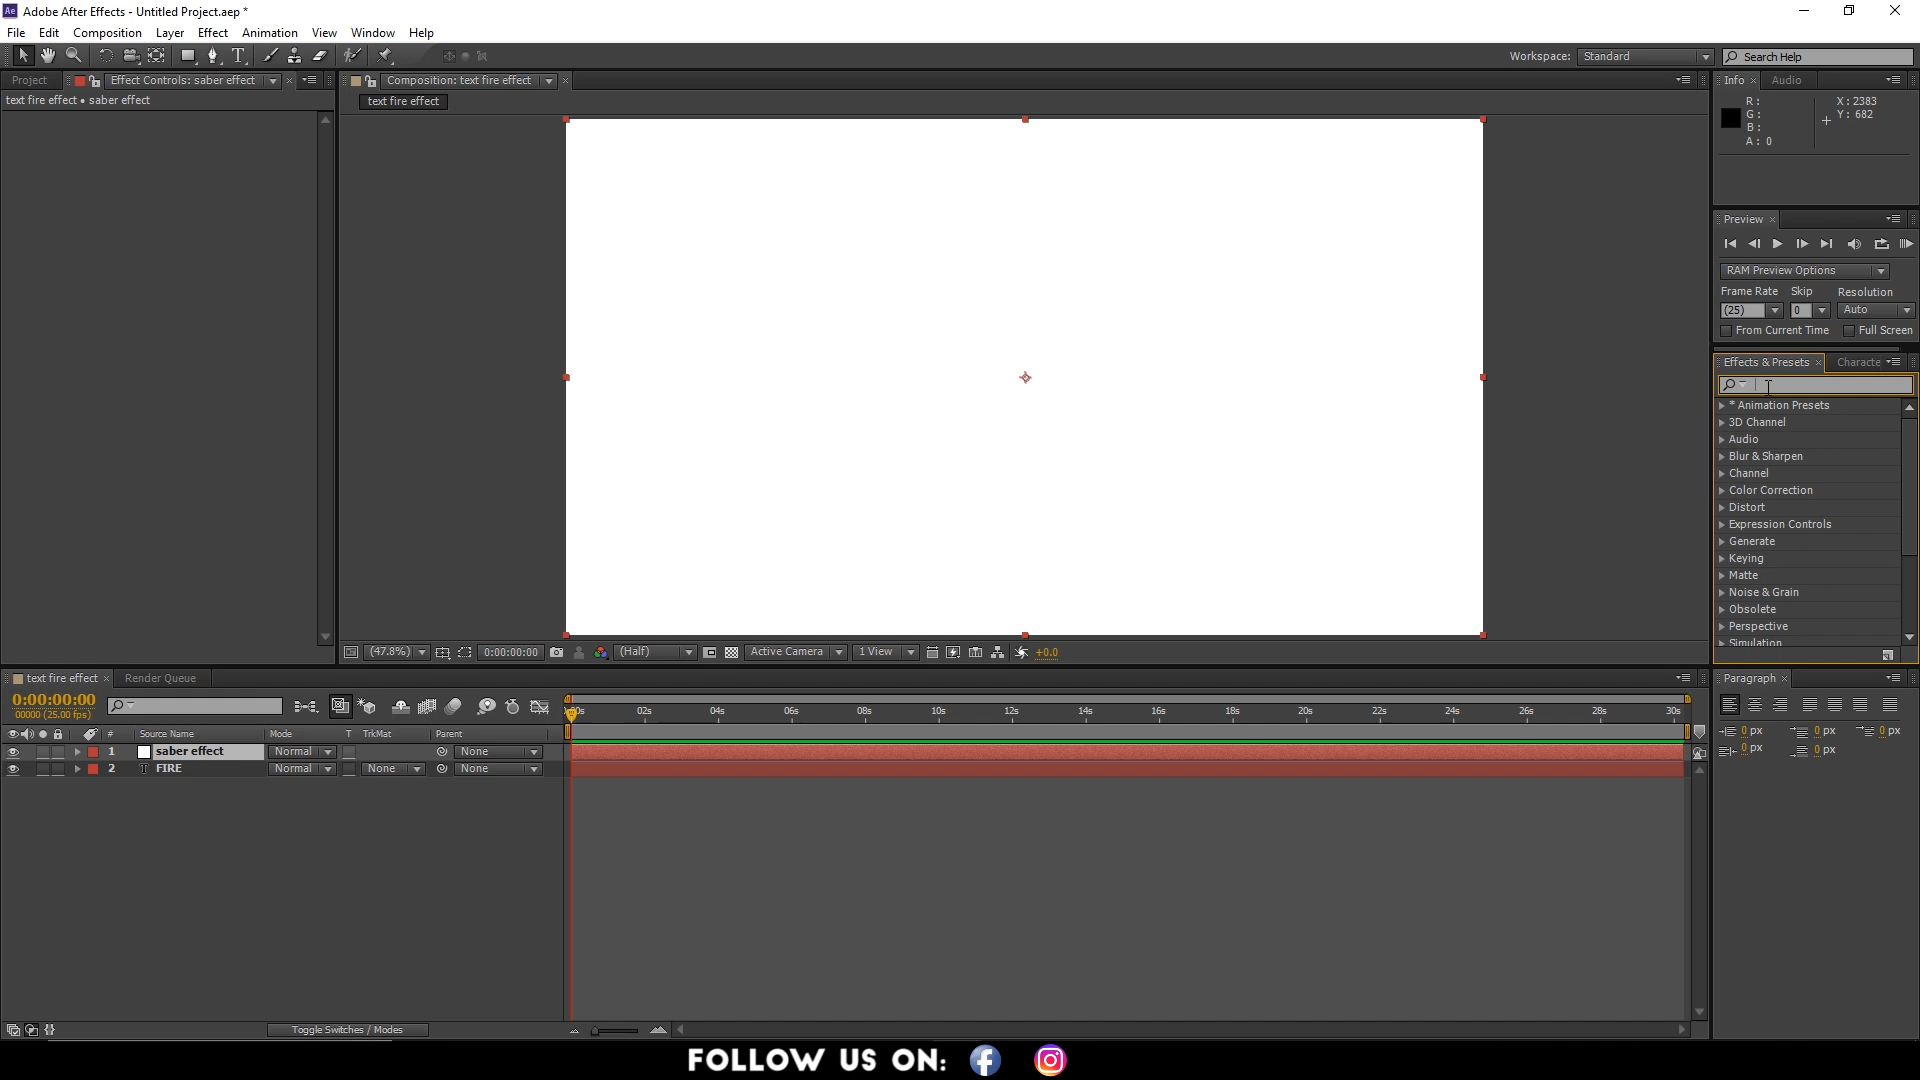 Ae Adobe After Effects - Untitled Project.aep *
File Edit Composition Layer Effect Animation View Window Help
Workspace: Standard Search Help
Project Effect Controls: saber effect Composition: text fire effect Info Audio
text fire effect • saber effect
text fire effect
R:
G:
B:
A: 0
X: 2383
Y: 682
Preview
RAM Preview Options
Frame Rate Skip Resolution
(25) 0 Auto
From Current Time Full Screen
Effects & Presets Characte
* Animation Presets
3D Channel
Audio
Blur & Sharpen
Channel
Color Correction
Distort
Expression Controls
Generate
Keying
Matte
Noise & Grain
Obsolete
Perspective
Simulation
(47.8%) 0:00:00:00 (Half) Active Camera 1 View +0.0
text fire effect Render Queue
0:00:00:00
00000 (25.00 fps)
02s 04s 06s 08s 10s 12s 14s 16s 18s 20s 22s 24s 26s 28s 30s
# Source Name Mode T TrkMat Parent
1 saber effect Normal None
2 T FIRE Normal None None
Toggle Switches / Modes
Paragraph
0 px 0 px 0 px
0 px 0 px
FOLLOW US ON: